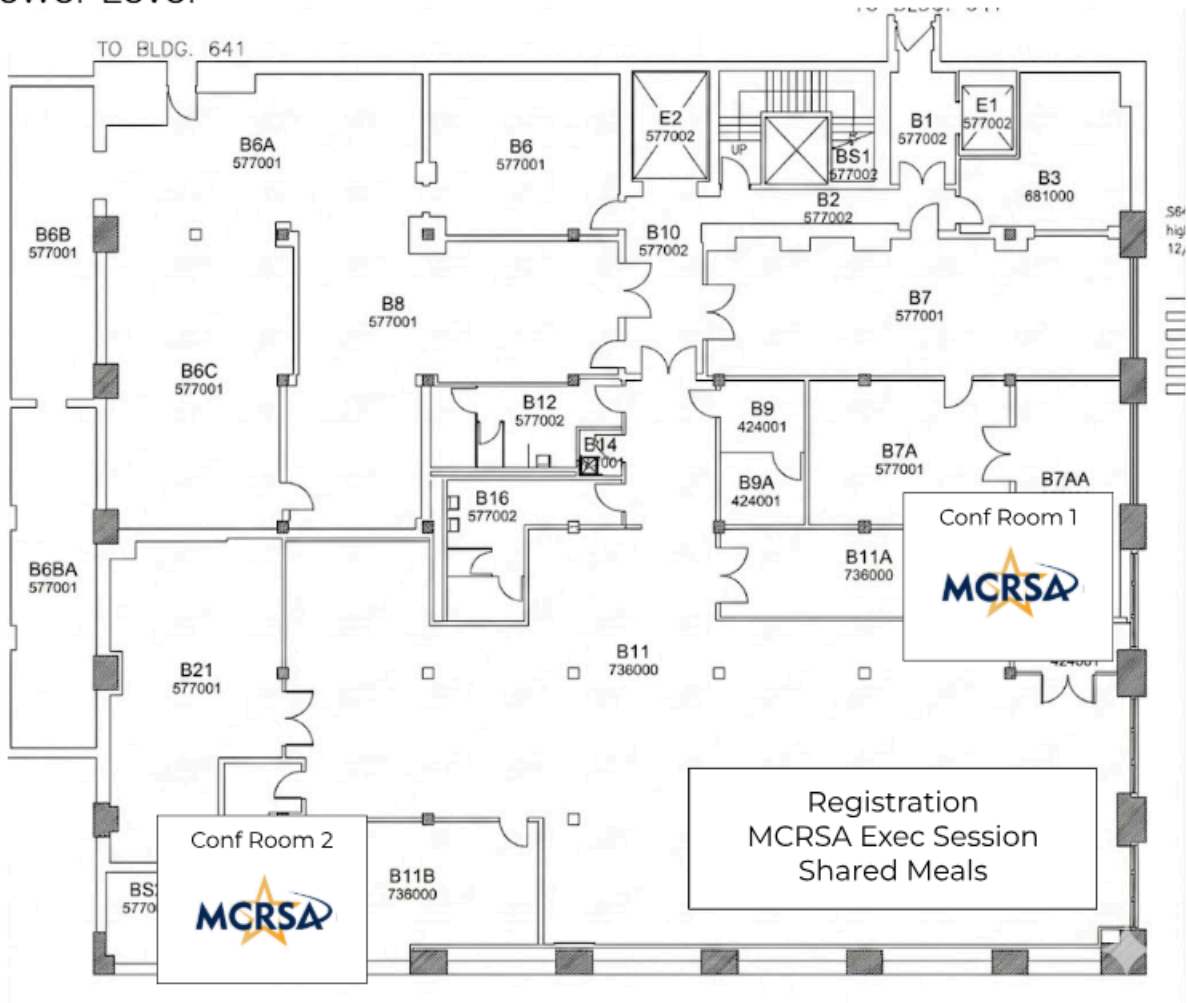 TO BLDG. 641
B6A
577001
B6
577001
E2
577002
UP
BS1
577002
B1
577002
E1
577002
B3
681000
B6B
577001
B10
577002
B2
577002
B8
577001
B7
577001
B6C
577001
B12
577002
B14
B9
424001
B7A
577001
B9A
424001
B7AA
B16
577002
Conf Room 1
MCRSA
B11A
736000
B6BA
577001
B21
577001
B11
736000
Registration
MCRSA Exec Session
Shared Meals
Conf Room 2
MCRSA
B11B
736000